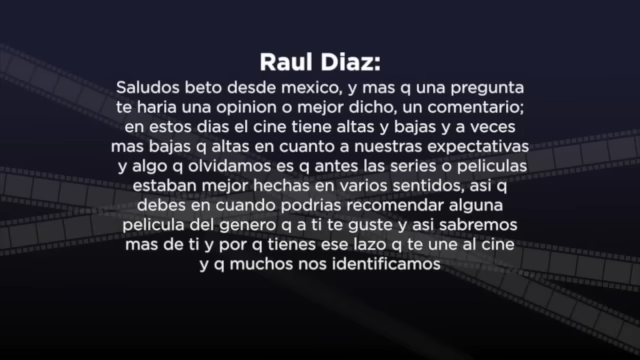 Raul Diaz:
Saludos beto desde mexico, y mas q una pregunta
te haria una opinion o mejor dicho, un comentario;
en estos dias el cine tiene altas y bajas y a veces
mas bajas q altas en cuanto a nuestras expectativas
y algo q olvidamos es q antes las series o peliculas
estaban mejor hechas en varios sentidos, asi q
debes en cuando podrias recomendar alguna
pelicula del genero q a ti te guste y asi sabremos
mas de ti y por q tienes ese lazo q te une al cine
y q muchos nos identificamos